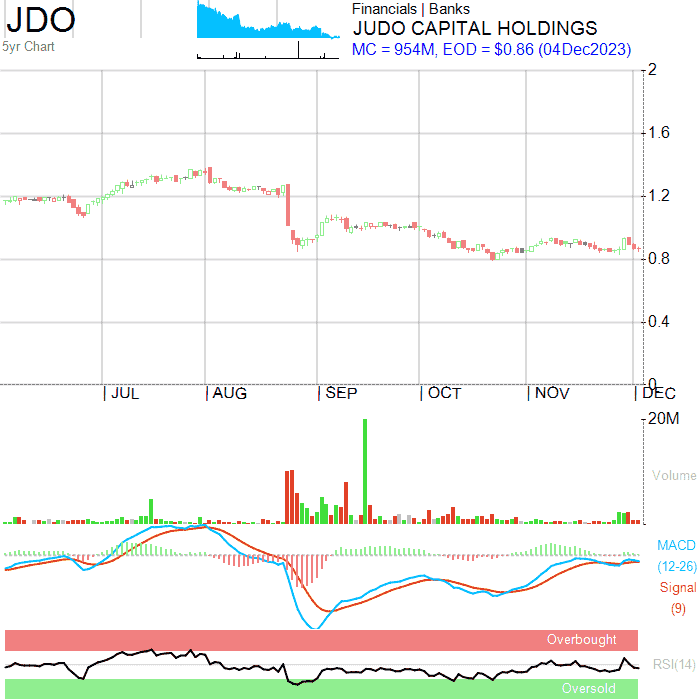 JDO
5yr Chart
Financials | Banks
JUDO CAPITAL HOLDINGS
MC = 954M, EOD = $0.86 (04Dec2023)
2
1.6
1.2
0.8
0.4
0
| JUL | AUG | SEP | OCT | NOV | DEC
20M
Volume
MACD
(12-26)
Signal
(9)
Overbought
RSI(14)
Oversold